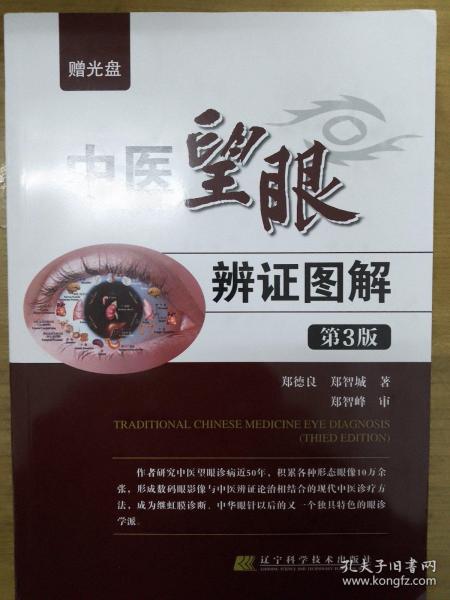 赠光盘
中医望眼
辨证图解
第3版
郑德良 郑智城 著
郑智峰 审
TRADITIONAL CHINESE MEDICINE EYE DIAGNOSIS
(THIED EDITION)
作者研究中医望眼诊病近50年，积累各种形态眼像10万余
张，形成数码眼影像与中医辨证论治相结合的现代中医诊疗方
法，成为继虹膜诊断、中华眼针以后的又一个独具特色的眼诊
学派。
辽宁科学技术出版社
LIAONING SCIENCE AND TECHNOLOGY PUBLISHING HOUSE
孔夫子旧书网
www.kongfz.com